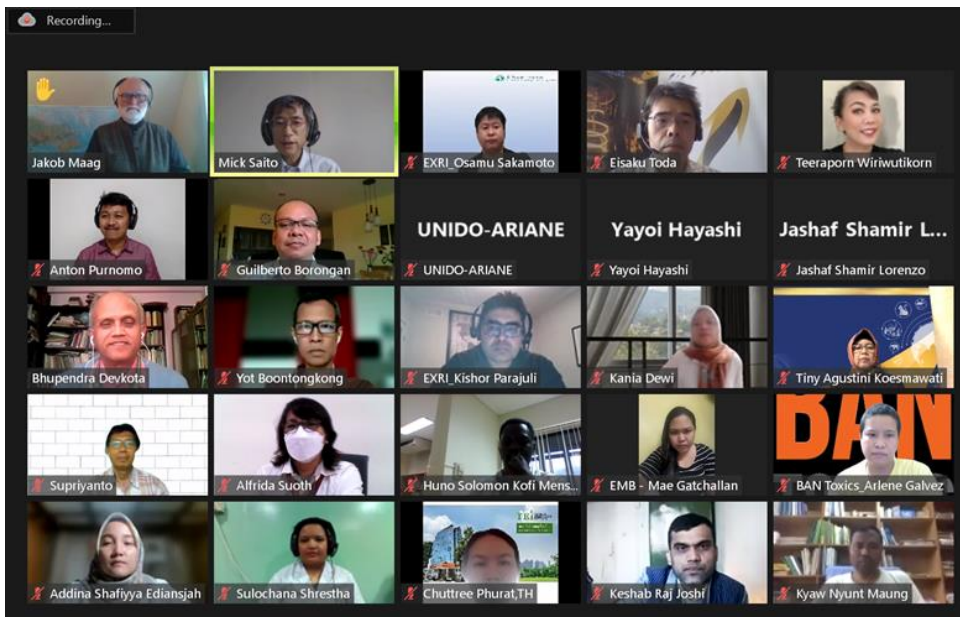 Recording...
Jakob Maag
Mick Saito
EXRI_Osamu Sakamoto
Eisaku Toda
Teeraporn Wiriwutikorn
Anton Purnomo
Guilberto Borongan
UNIDO-ARIANE
UNIDO-ARIANE
Yayoi Hayashi
Yayoi Hayashi
Jashaf Shamir L...
Jashaf Shamir Lorenzo
Bhupendra Devkota
Yot Boontongkong
EXRI_Kishor Parajuli
Kania Dewi
Tiny Agustini Koesmawati
Supriyanto
Alfrida Suoth
Huno Solomon Kofi Mens...
EMB - Mae Gatchallan
BAN
BAN Toxics_Arlene Galvez
Addina Shafiyya Ediansjah
Sulochana Shrestha
Chuttree Phurat,TH
Keshab Raj Joshi
Kyaw Nyunt Maung